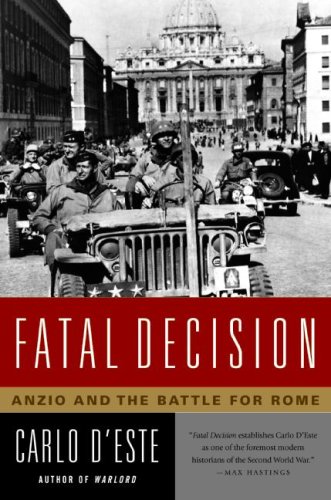 FATAL DECISION
ANZIO AND THE BATTLE FOR ROME
CARLO D'ESTE
AUTHOR OF WARLORD
"Fatal Decision establishes Carlo D'Este
as one of the foremost modern
historians of the Second World War."
—MAX HASTINGS